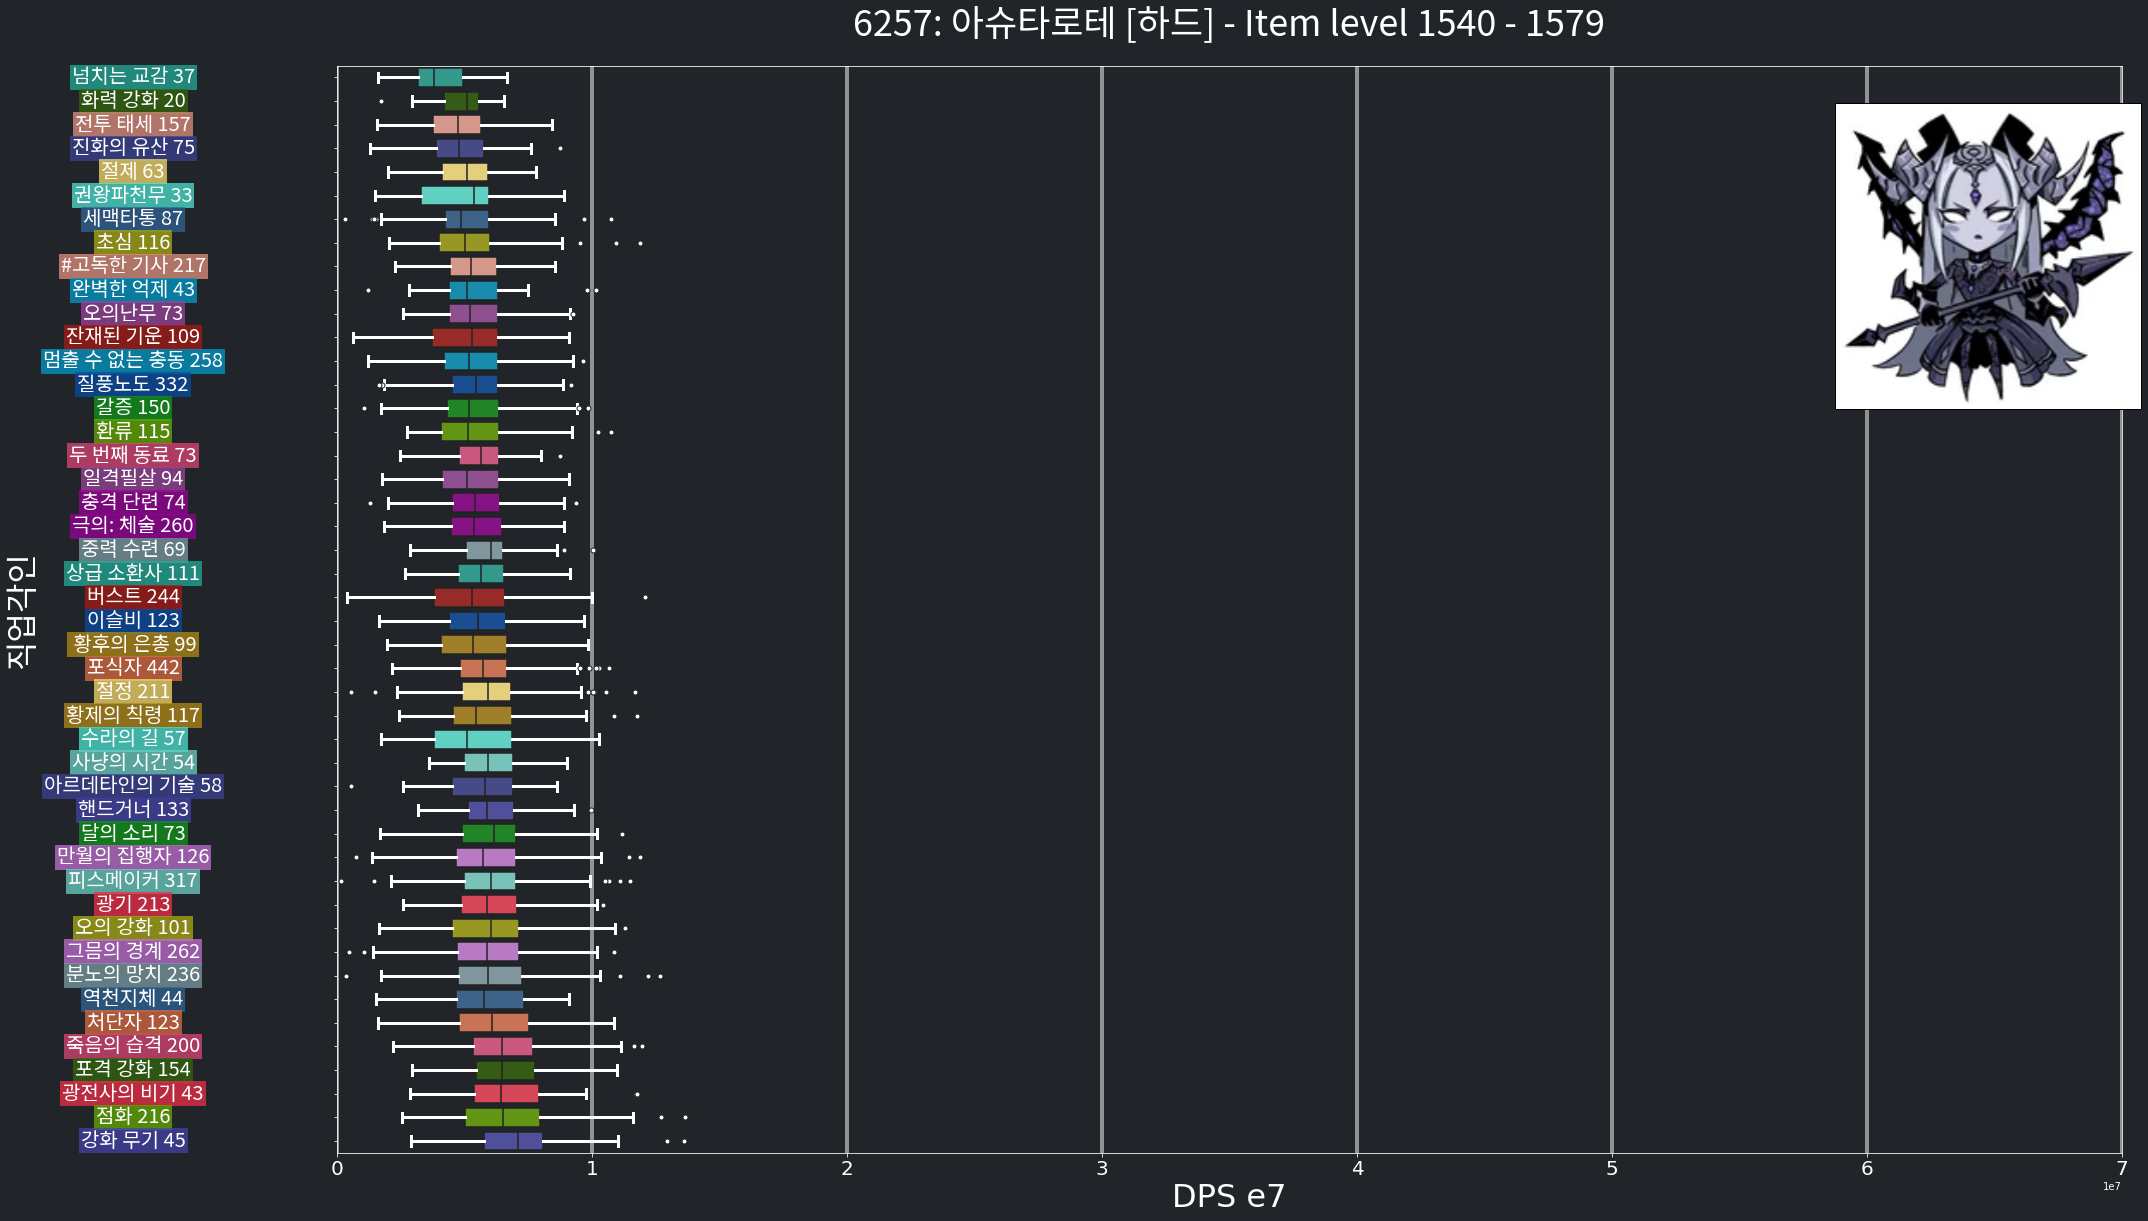 6257: 아슈타로테 [하드] - Item level 1540 - 1579
넘치는 교감 37
화력 강화 20
전투 태세 157
진화의 유산 75
절제 63
권왕파천무 33
세맥타통 87
초심 116
#고독한 기사 217
완벽한 억제 43
오의난무 73
잔재된 기운 109
멈출 수 없는 충동 258
질풍노도 332
갈증 150
환류 115
두 번째 동료 73
일격필살 94
충격 단련 74
극의: 체술 260
중력 수련 69
상급 소환사 111
버스트 244
이슬비 123
황후의 은총 99
포식자 442
절정 211
황제의 칙령 117
수라의 길 57
사냥의 시간 54
아르데타인의 기술 58
핸드거너 133
달의 소리 73
만월의 집행자 126
피스메이커 317
광기 213
오의 강화 101
그믐의 경계 262
분노의 망치 236
역천지체 44
처단자 123
죽음의 습격 200
포격 강화 154
광전사의 비기 43
점화 216
강화 무기 45
직업각인
0 1 2 3 4 5 6 7
1e7
DPS e7